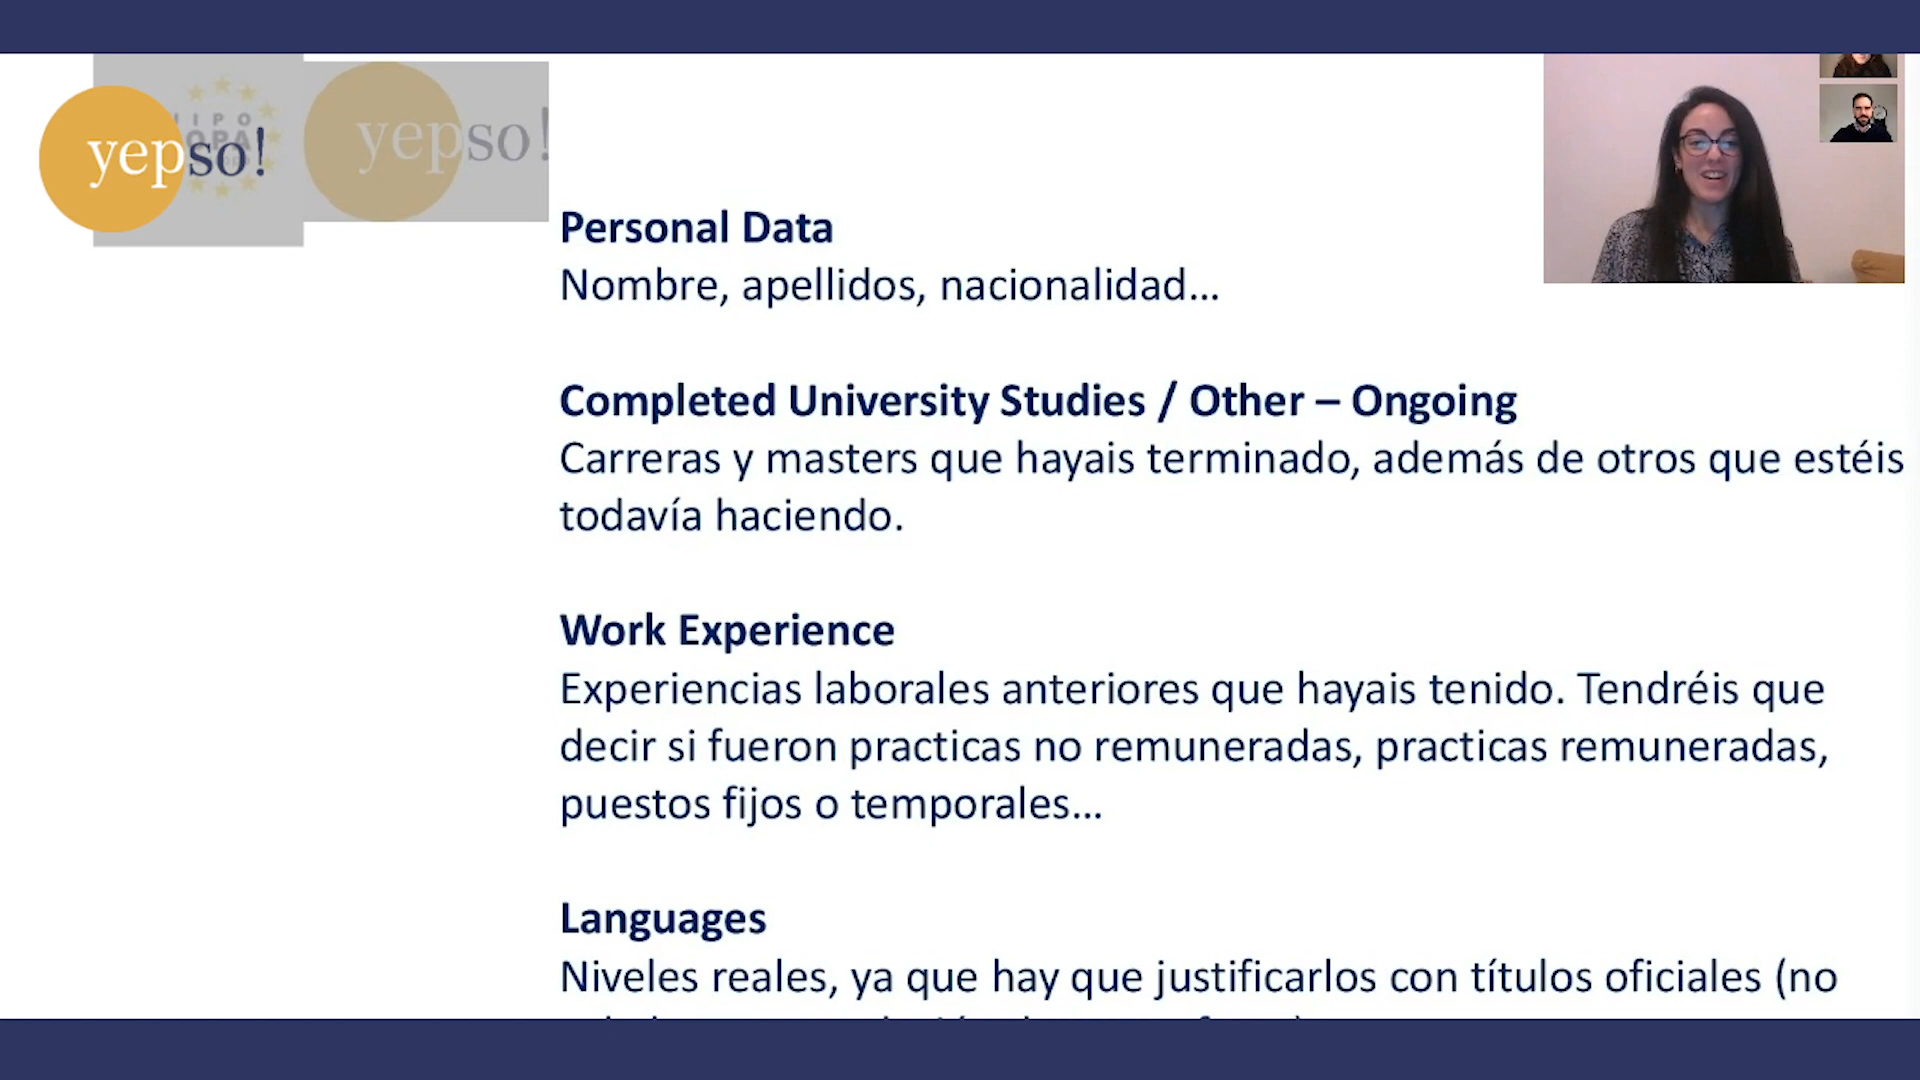 yepso!
IPO
OPA
yepso!
Personal Data
Nombre, apellidos, nacionalidad...
Completed University Studies / Other – Ongoing
Carreras y masters que hayais terminado, además de otros que estéis
todavía haciendo.
Work Experience
Experiencias laborales anteriores que hayais tenido. Tendréis que
decir si fueron practicas no remuneradas, practicas remuneradas,
puestos fijos o temporales...
Languages
Niveles reales, ya que hay que justificarlos con títulos oficiales (no